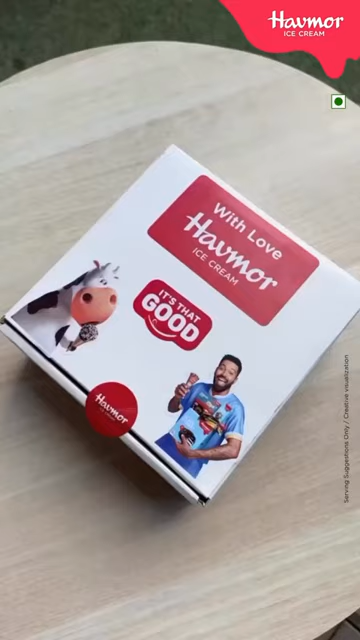 Havmor
ICE CREAM
With Love
Havmor
ICE CREAM
IT'S THAT
GOOD
Havmor
Serving Suggestions Only / Creative visualization